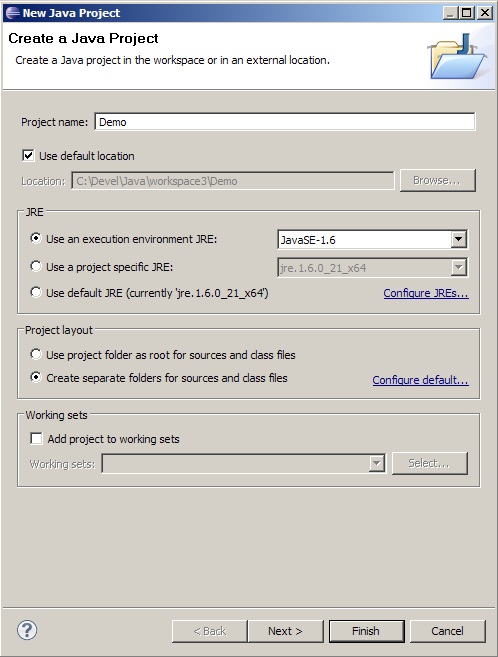 New Java Project
Create a Java Project
Create a Java project in the workspace or in an external location.
Project name: Demo
Use default location
Location: C:\Devel\Java\workspace3\Demo Browse...
JRE
Use an execution environment JRE: JavaSE-1.6
Use a project specific JRE: jre.1.6.0_21_x64
Use default JRE (currently 'jre.1.6.0_21_x64') Configure JREs...
Project layout
Use project folder as root for sources and class files
Create separate folders for sources and class files Configure default...
Working sets
Add project to working sets
Working sets: Select...
? < Back Next > Finish Cancel